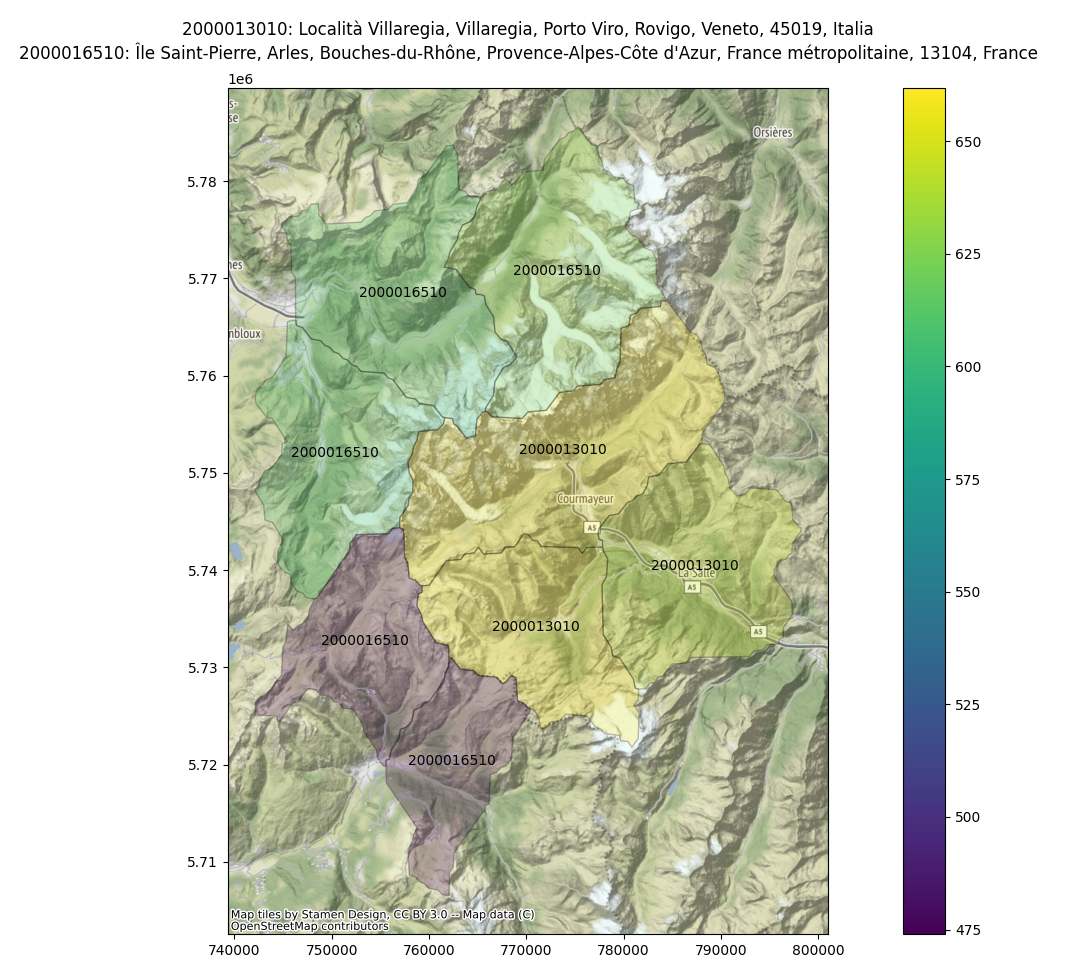 2000013010: Località Villaregia, Villaregia, Porto Viro, Rovigo, Veneto, 45019, Italia
2000016510: Île Saint-Pierre, Arles, Bouches-du-Rhône, Provence-Alpes-Côte d'Azur, France métropolitaine, 13104, France
1e6
s-
se
Orsières
5.78
650
5.77
2000016510
nes
2000016510
625
nbloux
5.76
600
5.75
2000013010
2000016510
Courmayeur
575
A5
5.74
2000013010
La Salle
A5
550
5.73
2000013010
A5
2000016510
525
5.72
2000016510
500
5.71
Map tiles by Stamen Design, CC BY 3.0 -- Map data (C)
OpenStreetMap contributors
475
740000 750000 760000 770000 780000 790000 800000